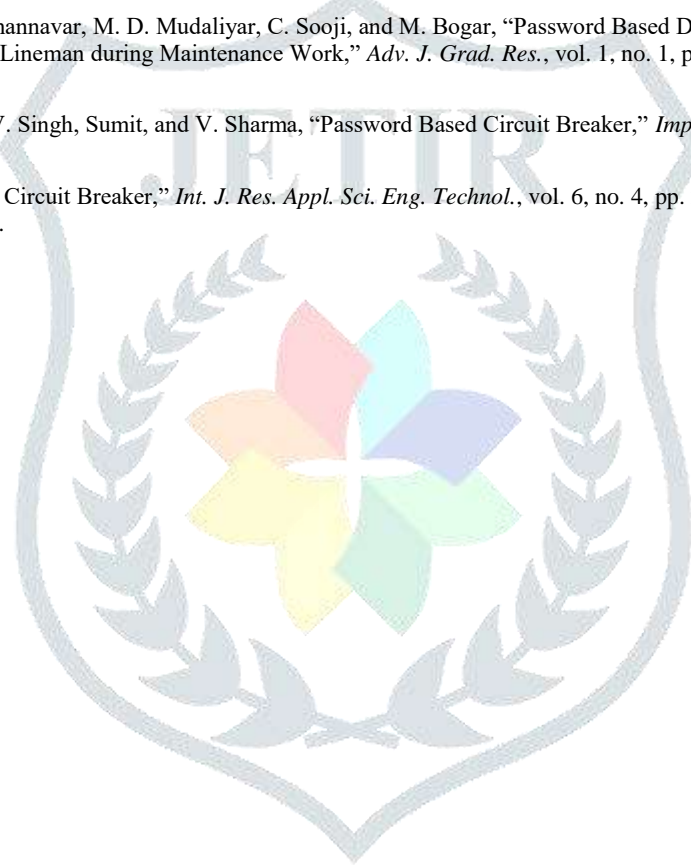 nannavar, M. D. Mudaliyar, C. Sooji, and M. Bogar, “Password Based D
Lineman during Maintenance Work,” Adv. J. Grad. Res., vol. 1, no. 1, p
JETIR
V. Singh, Sumit, and V. Sharma, “Password Based Circuit Breaker,” Imp
Circuit Breaker,” Int. J. Res. Appl. Sci. Eng. Technol., vol. 6, no. 4, pp.
.